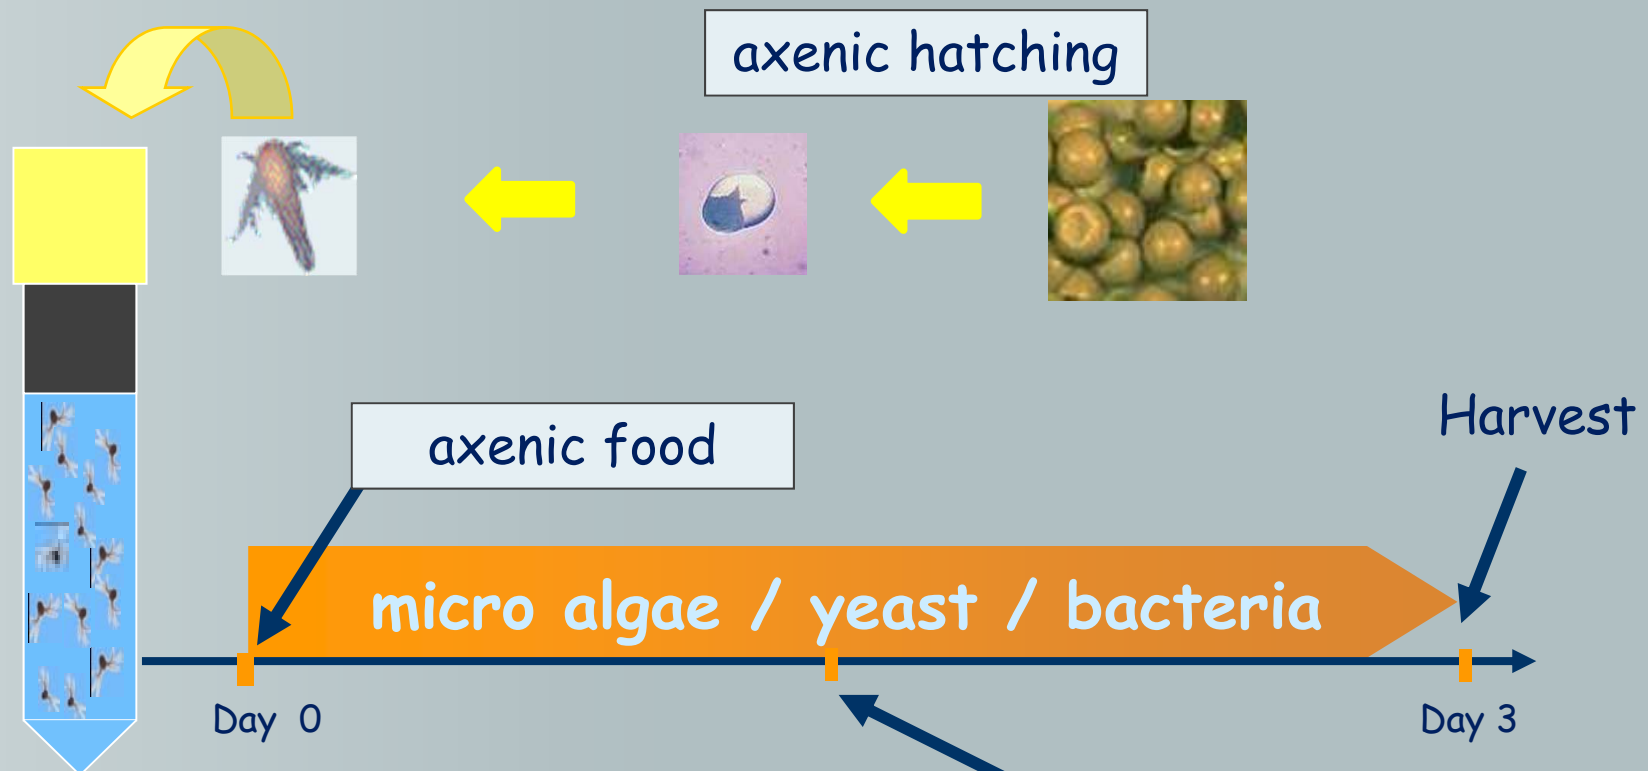 axenic hatching
Harvest
axenic food
micro algae / yeast / bacteria
Day 0
Day 3